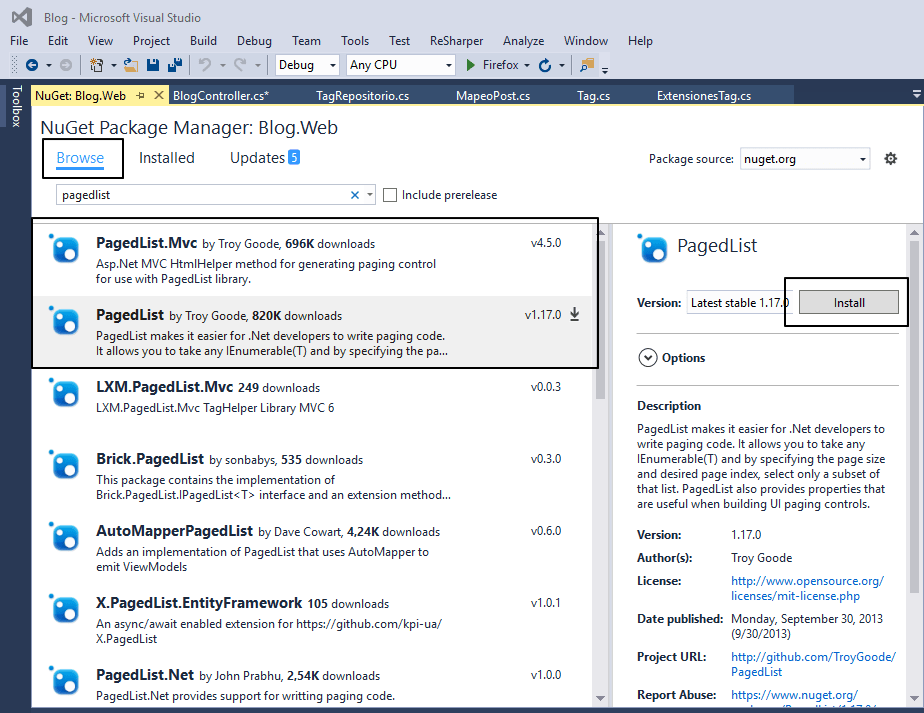 Blog - Microsoft Visual Studio
File Edit View Project Build Debug Team Tools Test ReSharper Analyze Window Help
Debug Any CPU Firefox
Toolbox
NuGet: Blog.Web BlogController.cs* TagRepositorio.cs MapeoPost.cs Tag.cs ExtensionesTag.cs
NuGet Package Manager: Blog.Web
Browse Installed Updates 5
Package source: nuget.org
pagedlist
Include prerelease
PagedList.Mvc by Troy Goode, 696K downloads v4.5.0
Asp.Net MVC HtmlHelper method for generating paging control
for use with PagedList library.
PagedList by Troy Goode, 820K downloads v1.17.0
PagedList makes it easier for .Net developers to write paging code.
It allows you to take any IEnumerable(T) and by specifying the pa...
LXM.PagedList.Mvc 249 downloads v0.0.3
LXM.PagedList.Mvc TagHelper Library MVC 6
Brick.PagedList by sonbabys, 535 downloads v0.3.0
This package contains the implementation of
Brick.PagedList.IPagedList<T> interface and an extension method...
AutoMapperPagedList by Dave Cowart, 4,24K downloads v0.6.0
Adds an implementation of PagedList that uses AutoMapper to
emit ViewModels
X.PagedList.EntityFramework 105 downloads v1.0.1
An async/await enabled extension for https://github.com/kpi-ua/
X.PagedList
PagedList.Net by John Prabhu, 2,54K downloads v1.0.0
PagedList.Net provides support for writting paging code.
PagedList
Version: Latest stable 1.17.0 Install
Options
Description
PagedList makes it easier for .Net developers to
write paging code. It allows you to take any
IEnumerable(T) and by specifying the page size
and desired page index, select only a subset of
that list. PagedList also provides properties that
are useful when building UI paging controls.
Version: 1.17.0
Author(s): Troy Goode
License: http://www.opensource.org/
licenses/mit-license.php
Date published: Monday, September 30, 2013
(9/30/2013)
Project URL: http://github.com/TroyGoode/
PagedList
Report Abuse: https://www.nuget.org/